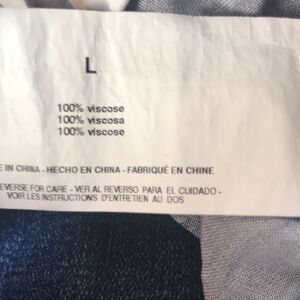 L
100% viscose
100% viscosa
100% viscose
E IN CHINA - HECHO EN CHINA - FABRIQUÉ EN CHINE
EVERSE FOR CARE - VER AL REVERSO PARA EL CUIDADO -
VOIR LES INSTRUCTIONS D'ENTRETIEN AU DOS